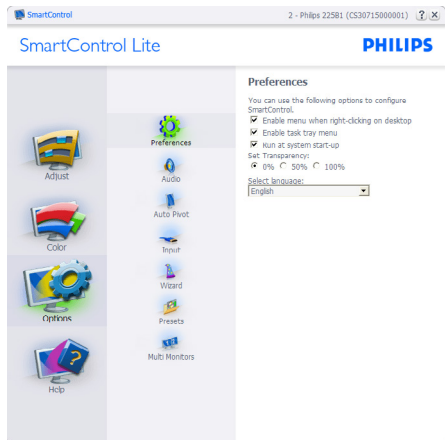 SmartControl
2 - Philips 225B1 (CS30715000001)
SmartControl Lite
PHILIPS
Adjust
Color
Options
Help
Preferences
Audio
Auto Pivot
Input
Wizard
Presets
Multi Monitors
Preferences
You can use the following options to configure
SmartControl.
Enable menu when right-clicking on desktop
Enable task tray menu
Run at system start-up
Set Transparency:
0% 50% 100%
Select language:
English